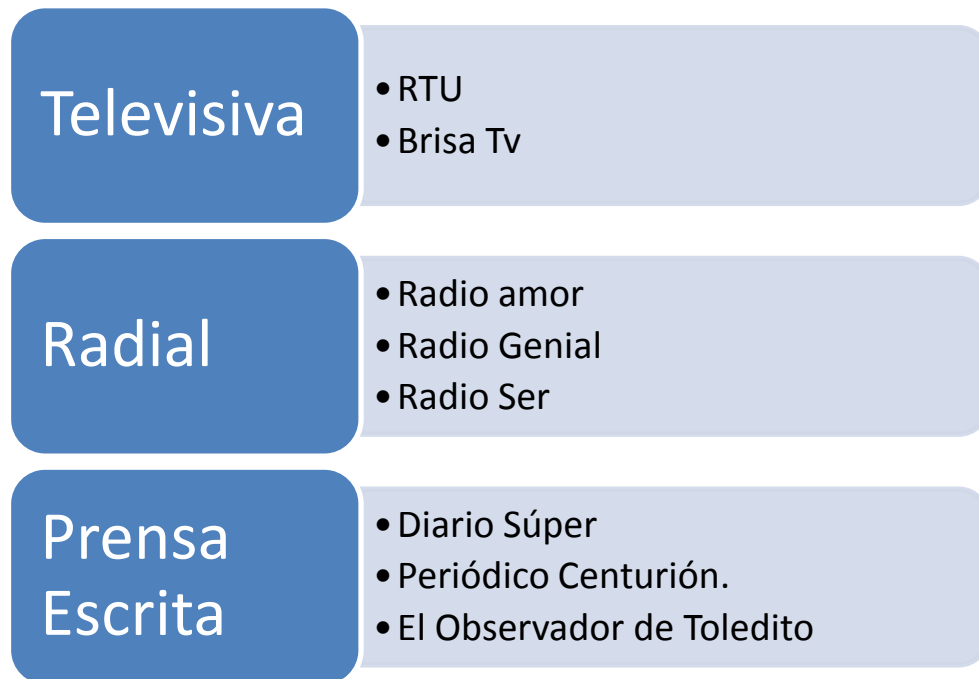 Televisiva
• RTU
• Brisa Tv
Radial
• Radio amor
• Radio Genial
• Radio Ser
Prensa
Escrita
• Diario Súper
• Periódico Centurión.
• El Observador de Toledito